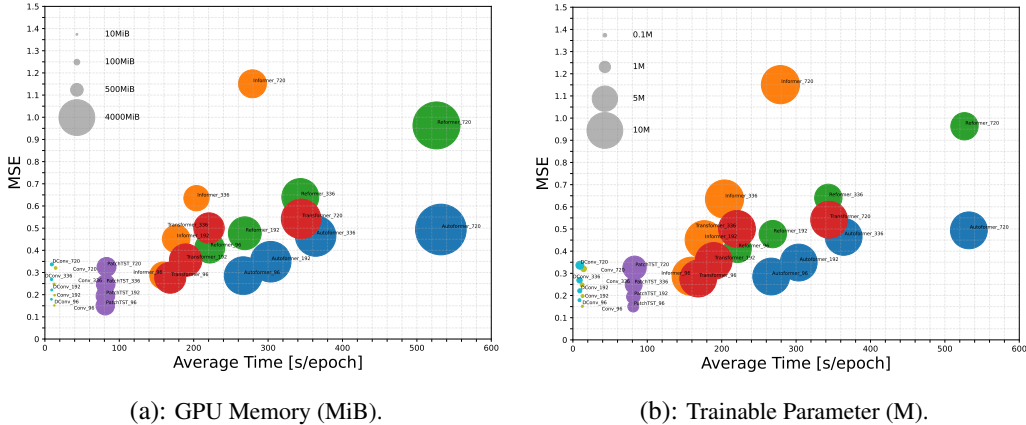 1.5
1.4
1.3
1.2
1.1
1.0
0.9
0.8
0.7
0.6
0.5
0.4
0.3
0.2
0.1
0
MSE
10MiB
100MiB
500MiB
4000MiB
Informer_720
Reformer_720
Informer_336
Reformer_336
Transformer_720
Transformer_336
Informer_192
Reformer_192
Autoformer_336
Autoformer_720
Reformer_96
Transformer_192
Autoformer_192
DConv_720
PatchTST_720
Conv_720
Informer_96
Transformer_96
Autoformer_96
DConv_336
Conv_336
PatchTST_336
DConv_192
Conv_192
PatchTST_192
DConv_96
Conv_96
PatchTST_96
0 100 200 300 400 500 600
Average Time [s/epoch]
(a): GPU Memory (MiB).
1.5
1.4
1.3
1.2
1.1
1.0
0.9
0.8
0.7
0.6
0.5
0.4
0.3
0.2
0.1
0
MSE
0.1M
1M
5M
10M
Informer_720
Reformer_720
Informer_336
Reformer_336
Transformer_720
Transformer_336
Informer_192
Reformer_192
Autoformer_336
Autoformer_720
Reformer_96
Transformer_192
Autoformer_192
DConv_720
PatchTST_720
Conv_720
Informer_96
Transformer_96
Autoformer_96
DConv_336
Conv_336
PatchTST_336
DConv_192
Conv_192
PatchTST_192
DConv_96
Conv_96
PatchTST_96
0 100 200 300 400 500 600
Average Time [s/epoch]
(b): Trainable Parameter (M).